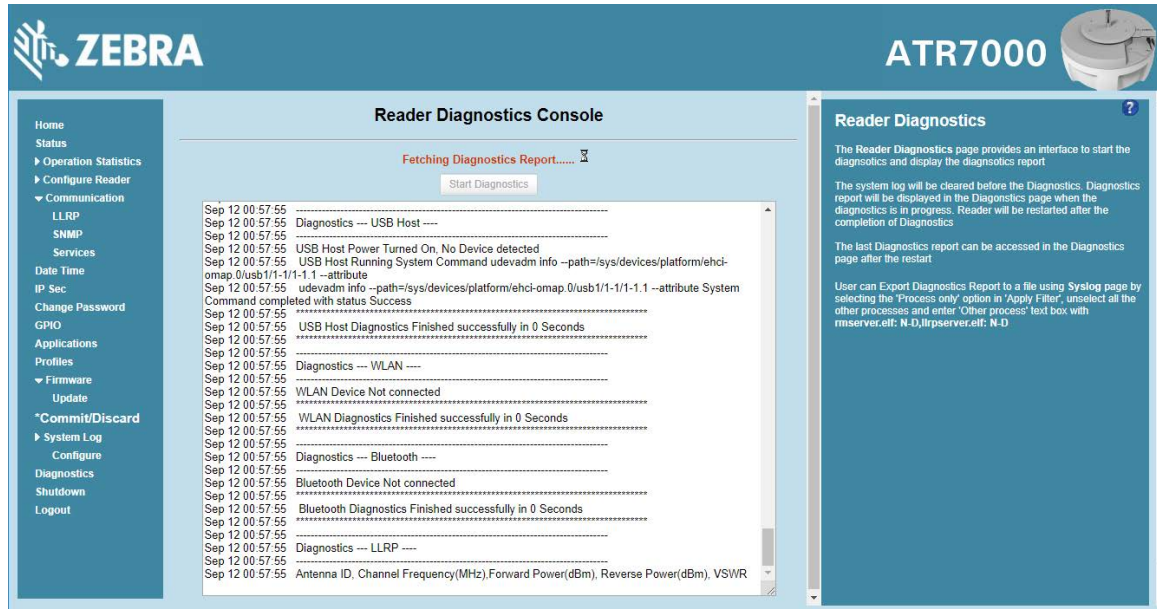 ZEBRA
ATR7000
Home
Status
Operation Statistics
Configure Reader
Communication
LLRP
SNMP
Services
Date Time
IP Sec
Change Password
GPIO
Applications
Profiles
Firmware
Update
*Commit/Discard
System Log
Configure
Diagnostics
Shutdown
Logout
Reader Diagnostics Console
Fetching Diagnostics Report......
Start Diagnostics
Sep 12 00:57:55 --------------------------------------------------------------------------------
Sep 12 00:57:55 Diagnostics --- USB Host ----
Sep 12 00:57:55 --------------------------------------------------------------------------------
Sep 12 00:57:55 USB Host Power Turned On, No Device detected
Sep 12 00:57:55 USB Host Running System Command udevadm info --path=/sys/devices/platform/ehci-
omap.0/usb1/1-1/1-1.1 --attribute
Sep 12 00:57:55 udevadm info --path=/sys/devices/platform/ehci-omap.0/usb1/1-1/1-1.1 --attribute System
Command completed with status Success
Sep 12 00:57:55 ********************************************************************************
Sep 12 00:57:55 USB Host Diagnostics Finished successfully in 0 Seconds
Sep 12 00:57:55 ********************************************************************************
Sep 12 00:57:55 --------------------------------------------------------------------------------
Sep 12 00:57:55 Diagnostics --- WLAN ----
Sep 12 00:57:55 --------------------------------------------------------------------------------
Sep 12 00:57:55 WLAN Device Not connected
Sep 12 00:57:55 ********************************************************************************
Sep 12 00:57:55 WLAN Diagnostics Finished successfully in 0 Seconds
Sep 12 00:57:55 ********************************************************************************
Sep 12 00:57:55 --------------------------------------------------------------------------------
Sep 12 00:57:55 Diagnostics --- Bluetooth ----
Sep 12 00:57:55 --------------------------------------------------------------------------------
Sep 12 00:57:55 Bluetooth Device Not connected
Sep 12 00:57:55 ********************************************************************************
Sep 12 00:57:55 Bluetooth Diagnostics Finished successfully in 0 Seconds
Sep 12 00:57:55 ********************************************************************************
Sep 12 00:57:55 --------------------------------------------------------------------------------
Sep 12 00:57:55 Diagnostics --- LLRP ----
Sep 12 00:57:55 --------------------------------------------------------------------------------
Sep 12 00:57:55 Antenna ID, Channel Frequency(MHz),Forward Power(dBm), Reverse Power(dBm), VSWR
?
Reader Diagnostics
The Reader Diagnostics page provides an interface to start the
diagnsotics and display the diagnsotics report
The system log will be cleared before the Diagnostics. Diagnostics
report will be displayed in the Diagonstics page when the
diagnostics is in progress. Reader will be restarted after the
completion of Diagnostics
The last Diagnostics report can be accessed in the Diagnostics
page after the restart
User can Export Diagnostics Report to a file using Syslog page by
selecting the 'Process only' option in 'Apply Filter', unselect all the
other processes and enter 'Other process' text box with
rmserver.elf: N-D,llrpserver.elf: N-D